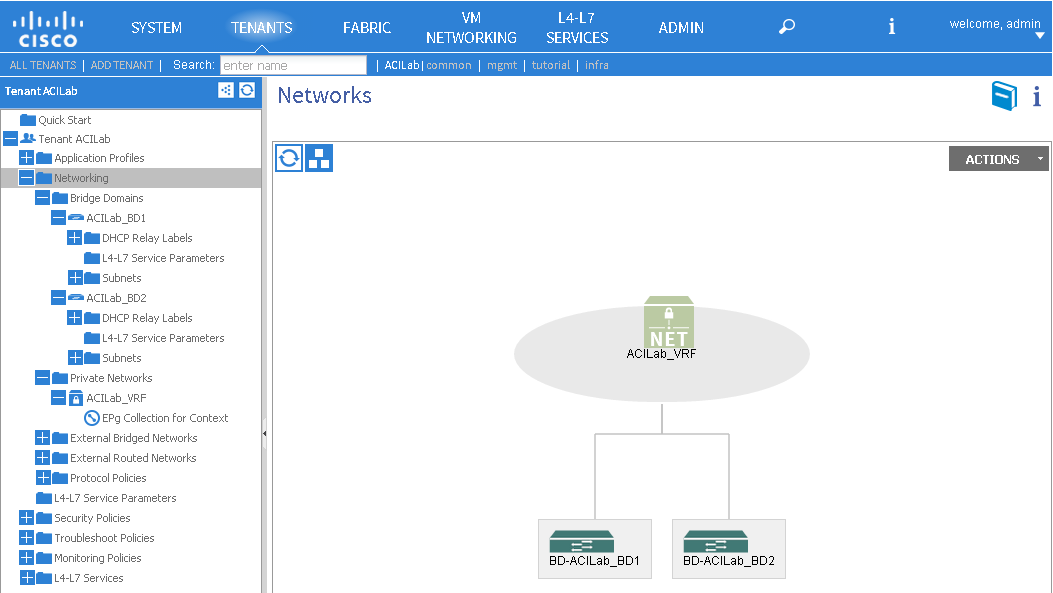 CISCO
SYSTEM
TENANTS
FABRIC
VM
NETWORKING
L4-L7
SERVICES
ADMIN
i
welcome, admin
ALL TENANTS | ADD TENANT | Search: enter name | ACILab | common | mgmt | tutorial | infra
Tenant ACILab
Networks
i
Quick Start
Tenant ACILab
Application Profiles
Networking
Bridge Domains
ACILab_BD1
DHCP Relay Labels
L4-L7 Service Parameters
Subnets
ACILab_BD2
DHCP Relay Labels
L4-L7 Service Parameters
Subnets
Private Networks
ACILab_VRF
EPg Collection for Context
External Bridged Networks
External Routed Networks
Protocol Policies
L4-L7 Service Parameters
Security Policies
Troubleshoot Policies
Monitoring Policies
L4-L7 Services
ACTIONS
NET
ACILab_VRF
BD-ACILab_BD1
BD-ACILab_BD2